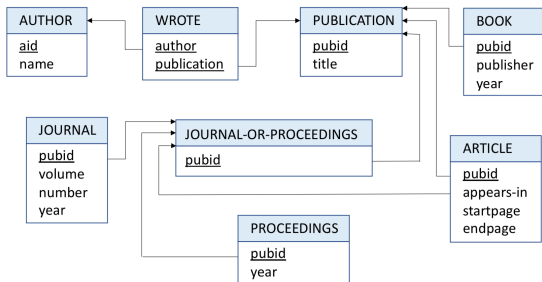 AUTHOR
aid
name
WROTE
author
publication
PUBLICATION
pubid
title
BOOK
pubid
publisher
year
JOURNAL
pubid
volume
number
year
JOURNAL-OR-PROCEEDINGS
pubid
ARTICLE
pubid
appears-in
startpage
endpage
PROCEEDINGS
pubid
year